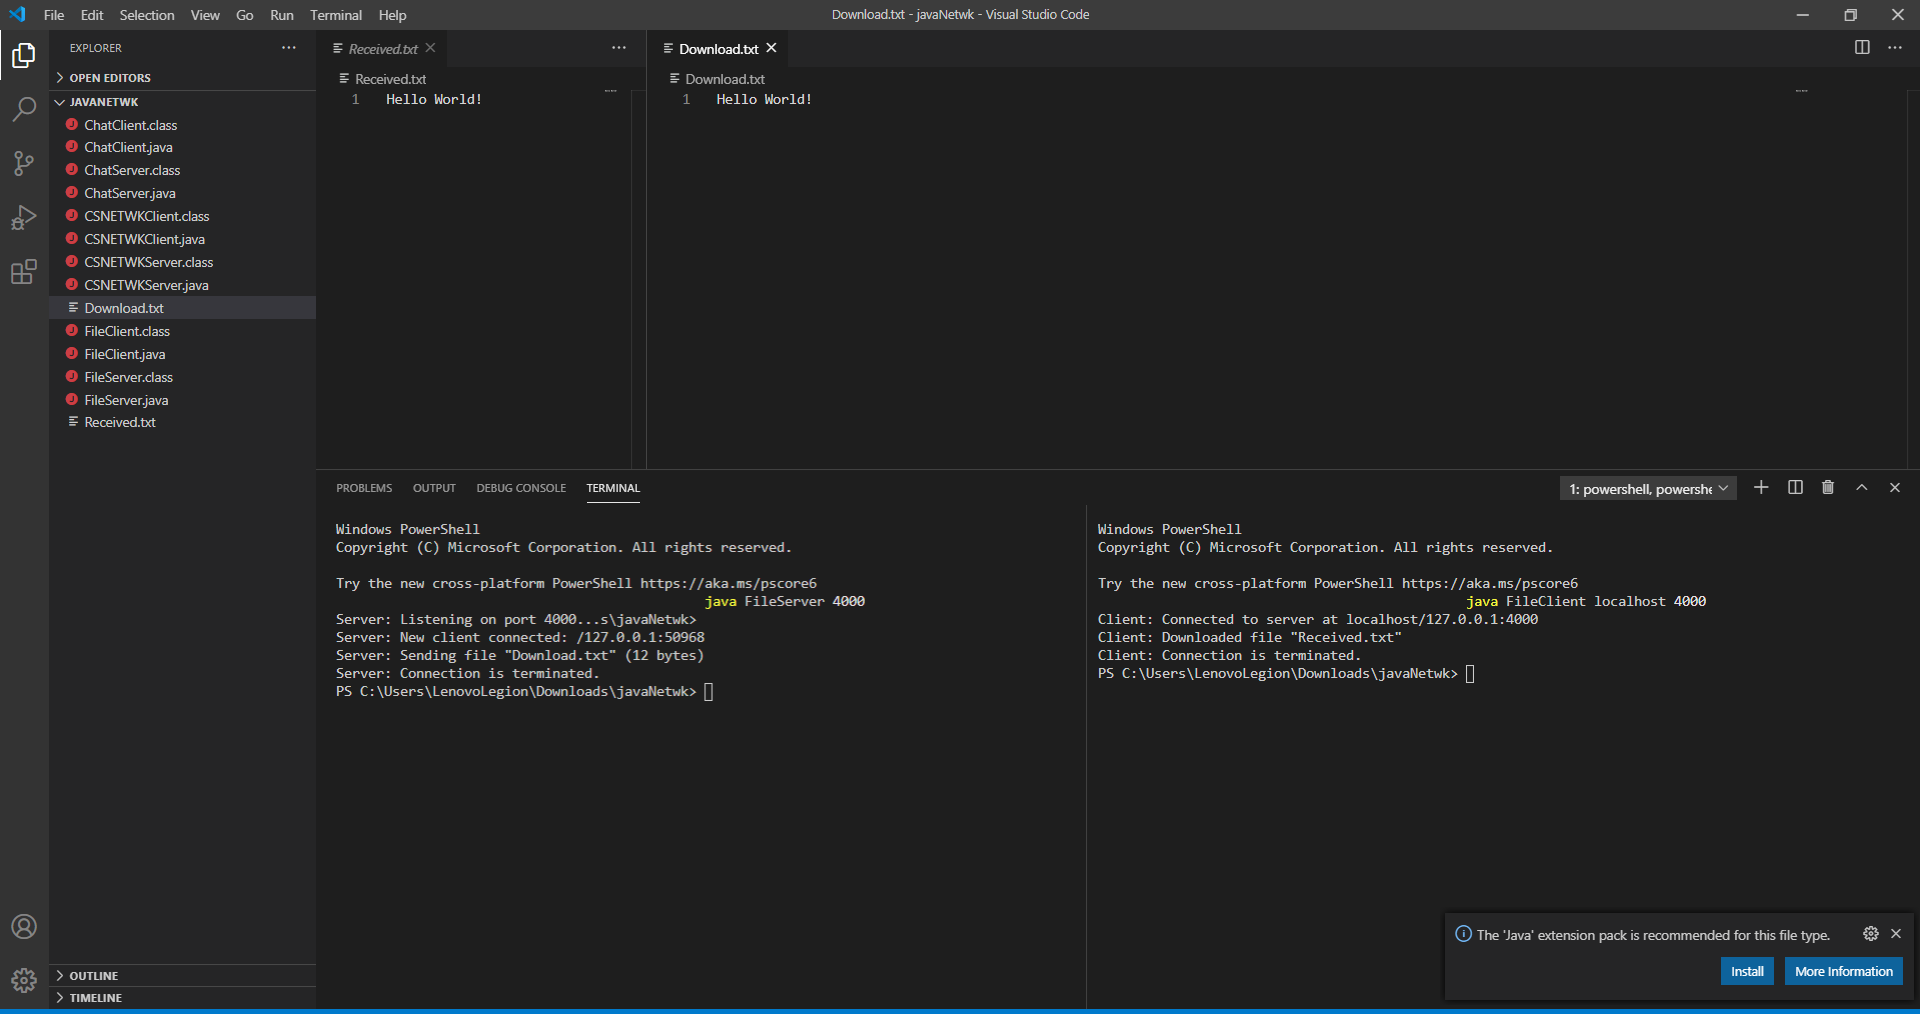 File Edit Selection View Go Run Terminal Help
Download.txt - javaNetwk - Visual Studio Code
EXPLORER
OPEN EDITORS
JAVANETWK
ChatClient.class
ChatClient.java
ChatServer.class
ChatServer.java
CSNETWKClient.class
CSNETWKClient.java
CSNETWKServer.class
CSNETWKServer.java
Download.txt
FileClient.class
FileClient.java
FileServer.class
FileServer.java
Received.txt
OUTLINE
TIMELINE
Received.txt
Received.txt
1 Hello World!
Download.txt
Download.txt
1 Hello World!
PROBLEMS OUTPUT DEBUG CONSOLE TERMINAL
1: powershell, powershe
Windows PowerShell
Copyright (C) Microsoft Corporation. All rights reserved.
Try the new cross-platform PowerShell https://aka.ms/pscore6
java FileServer 4000
Server: Listening on port 4000...s\javaNetwk>
Server: New client connected: /127.0.0.1:50968
Server: Sending file "Download.txt" (12 bytes)
Server: Connection is terminated.
PS C:\Users\LenovoLegion\Downloads\javaNetwk>
Windows PowerShell
Copyright (C) Microsoft Corporation. All rights reserved.
Try the new cross-platform PowerShell https://aka.ms/pscore6
java FileClient localhost 4000
Client: Connected to server at localhost/127.0.0.1:4000
Client: Downloaded file "Received.txt"
Client: Connection is terminated.
PS C:\Users\LenovoLegion\Downloads\javaNetwk>
The 'Java' extension pack is recommended for this file type.
Install More Information